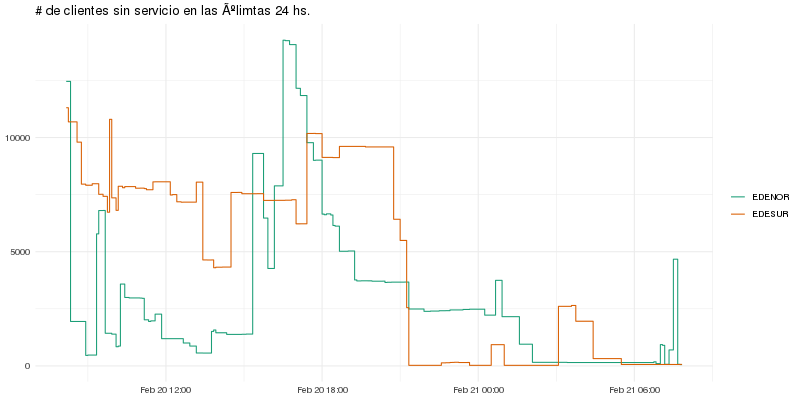 # de clientes sin servicio en las Ãºlimtas 24 hs.
10000
5000
0
Feb 20 12:00
Feb 20 18:00
Feb 21 00:00
Feb 21 06:00
EDENOR
EDESUR